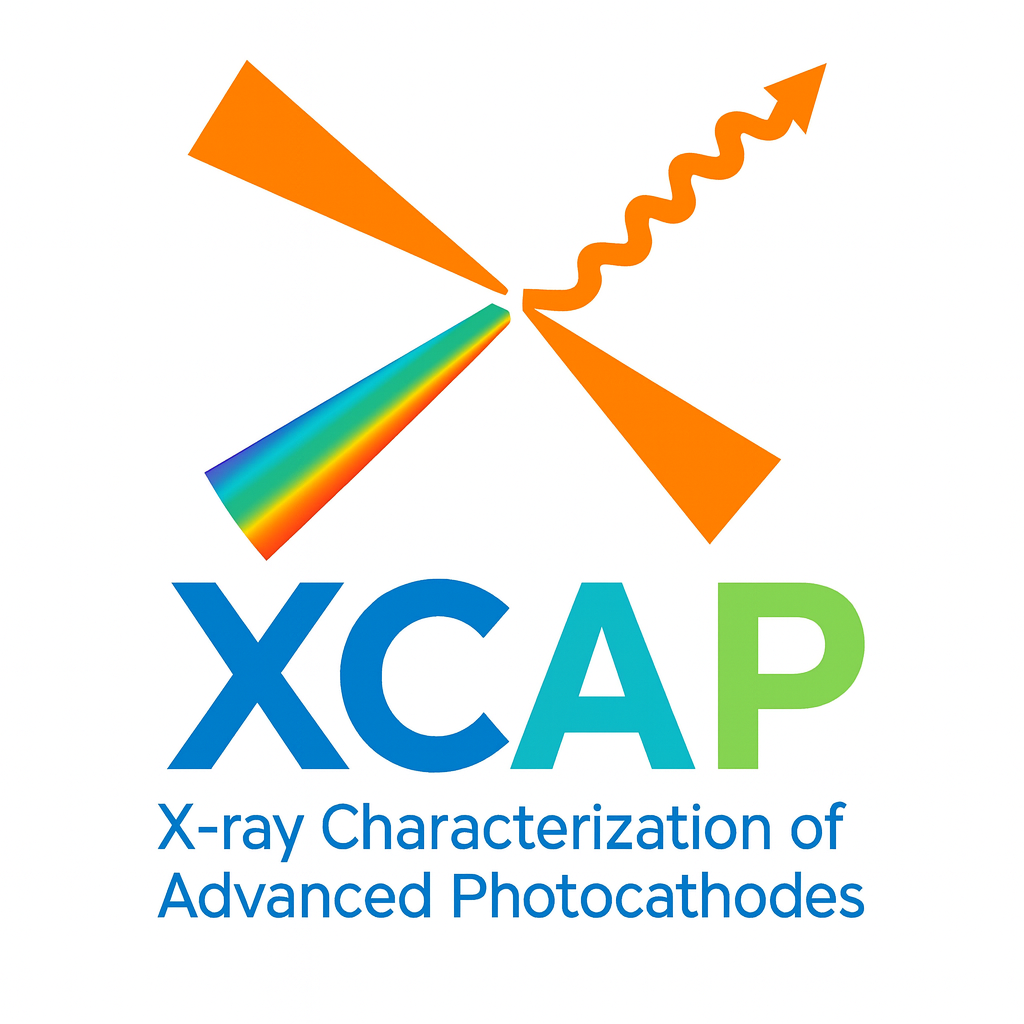 XCAP
X-ray Characterization of
Advanced Photocathodes